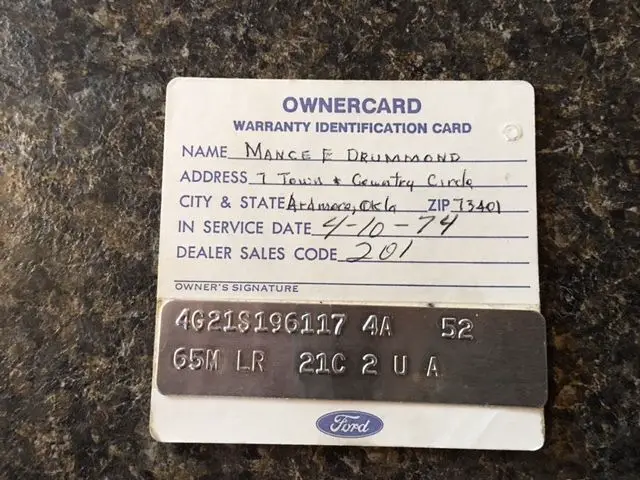 OWNERCARD
WARRANTY IDENTIFICATION CARD
NAME MANCE E DRUMMOND
ADDRESS 7 Town + Country Circle
CITY & STATE Ardmore, Okla ZIP 73401
IN SERVICE DATE 4-10-74
DEALER SALES CODE 201
OWNER'S SIGNATURE
4G21S196117 4A 52
65M LR 21C 2 U A
Ford